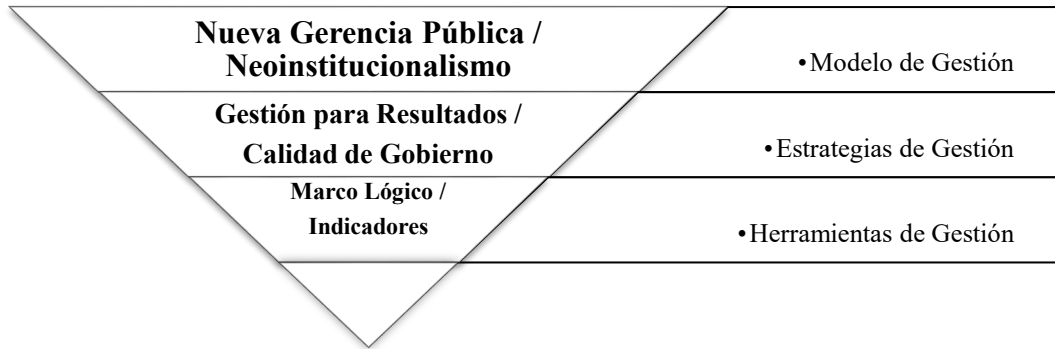 Nueva Gerencia Pública /
Neoinstitucionalismo
•Modelo de Gestión
Gestión para Resultados /
Calidad de Gobierno
•Estrategias de Gestión
Marco Lógico /
Indicadores
•Herramientas de Gestión